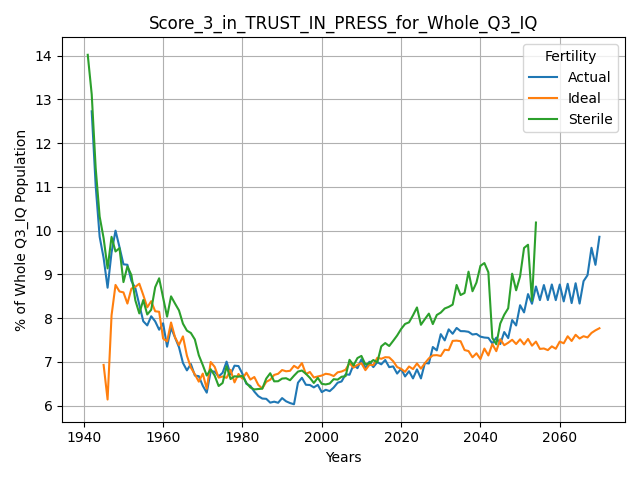 Score_3_in_TRUST_IN_PRESS_for_Whole_Q3_IQ
Fertility
Actual
Ideal
Sterile
% of Whole Q3_IQ Population
14
13
12
11
10
9
8
7
6
1940 1960 1980 2000 2020 2040 2060
Years